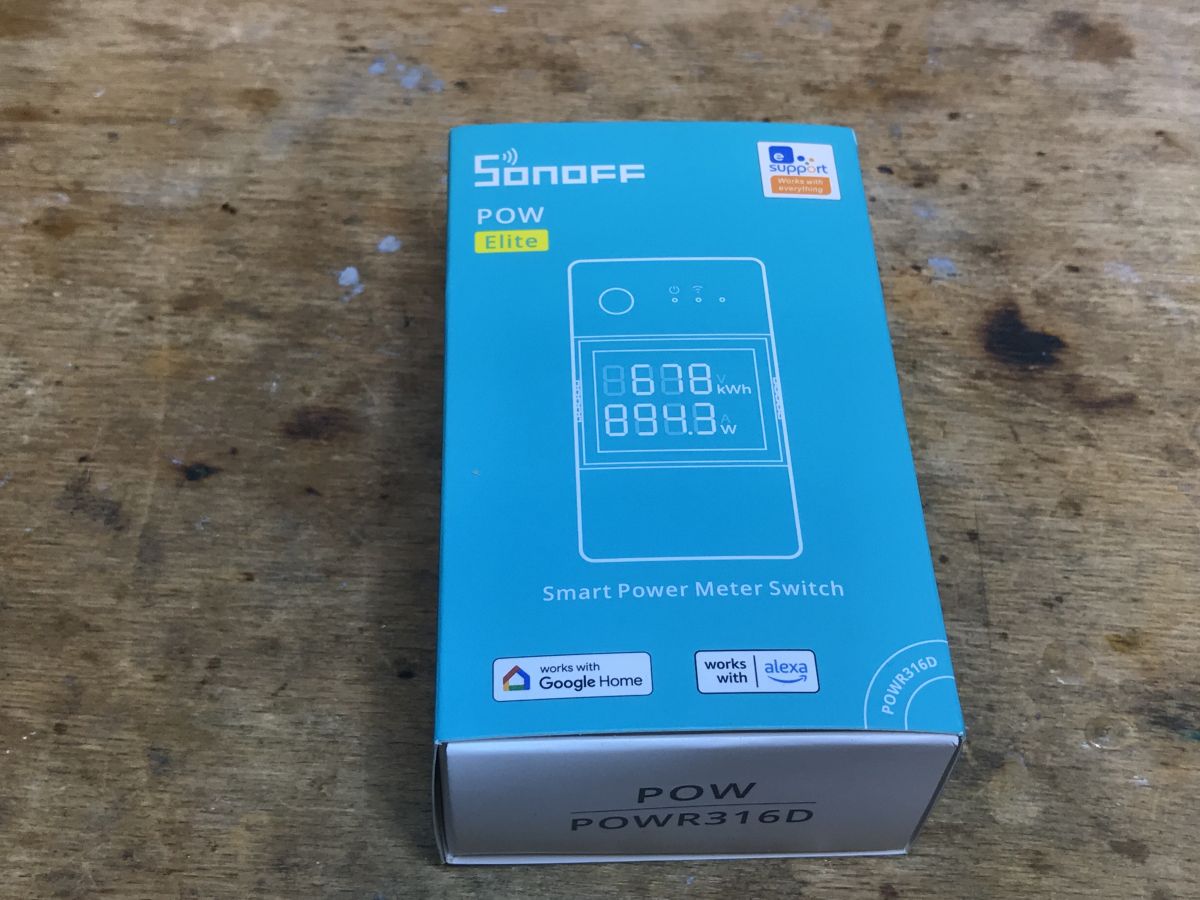 SONOFF
POW
Elite
e
support
Works with
everything
678
V
kWh
A
W
Smart Power Meter Switch
works with
Google Home
works
with
alexa
POWR316D
POW
POWR316D